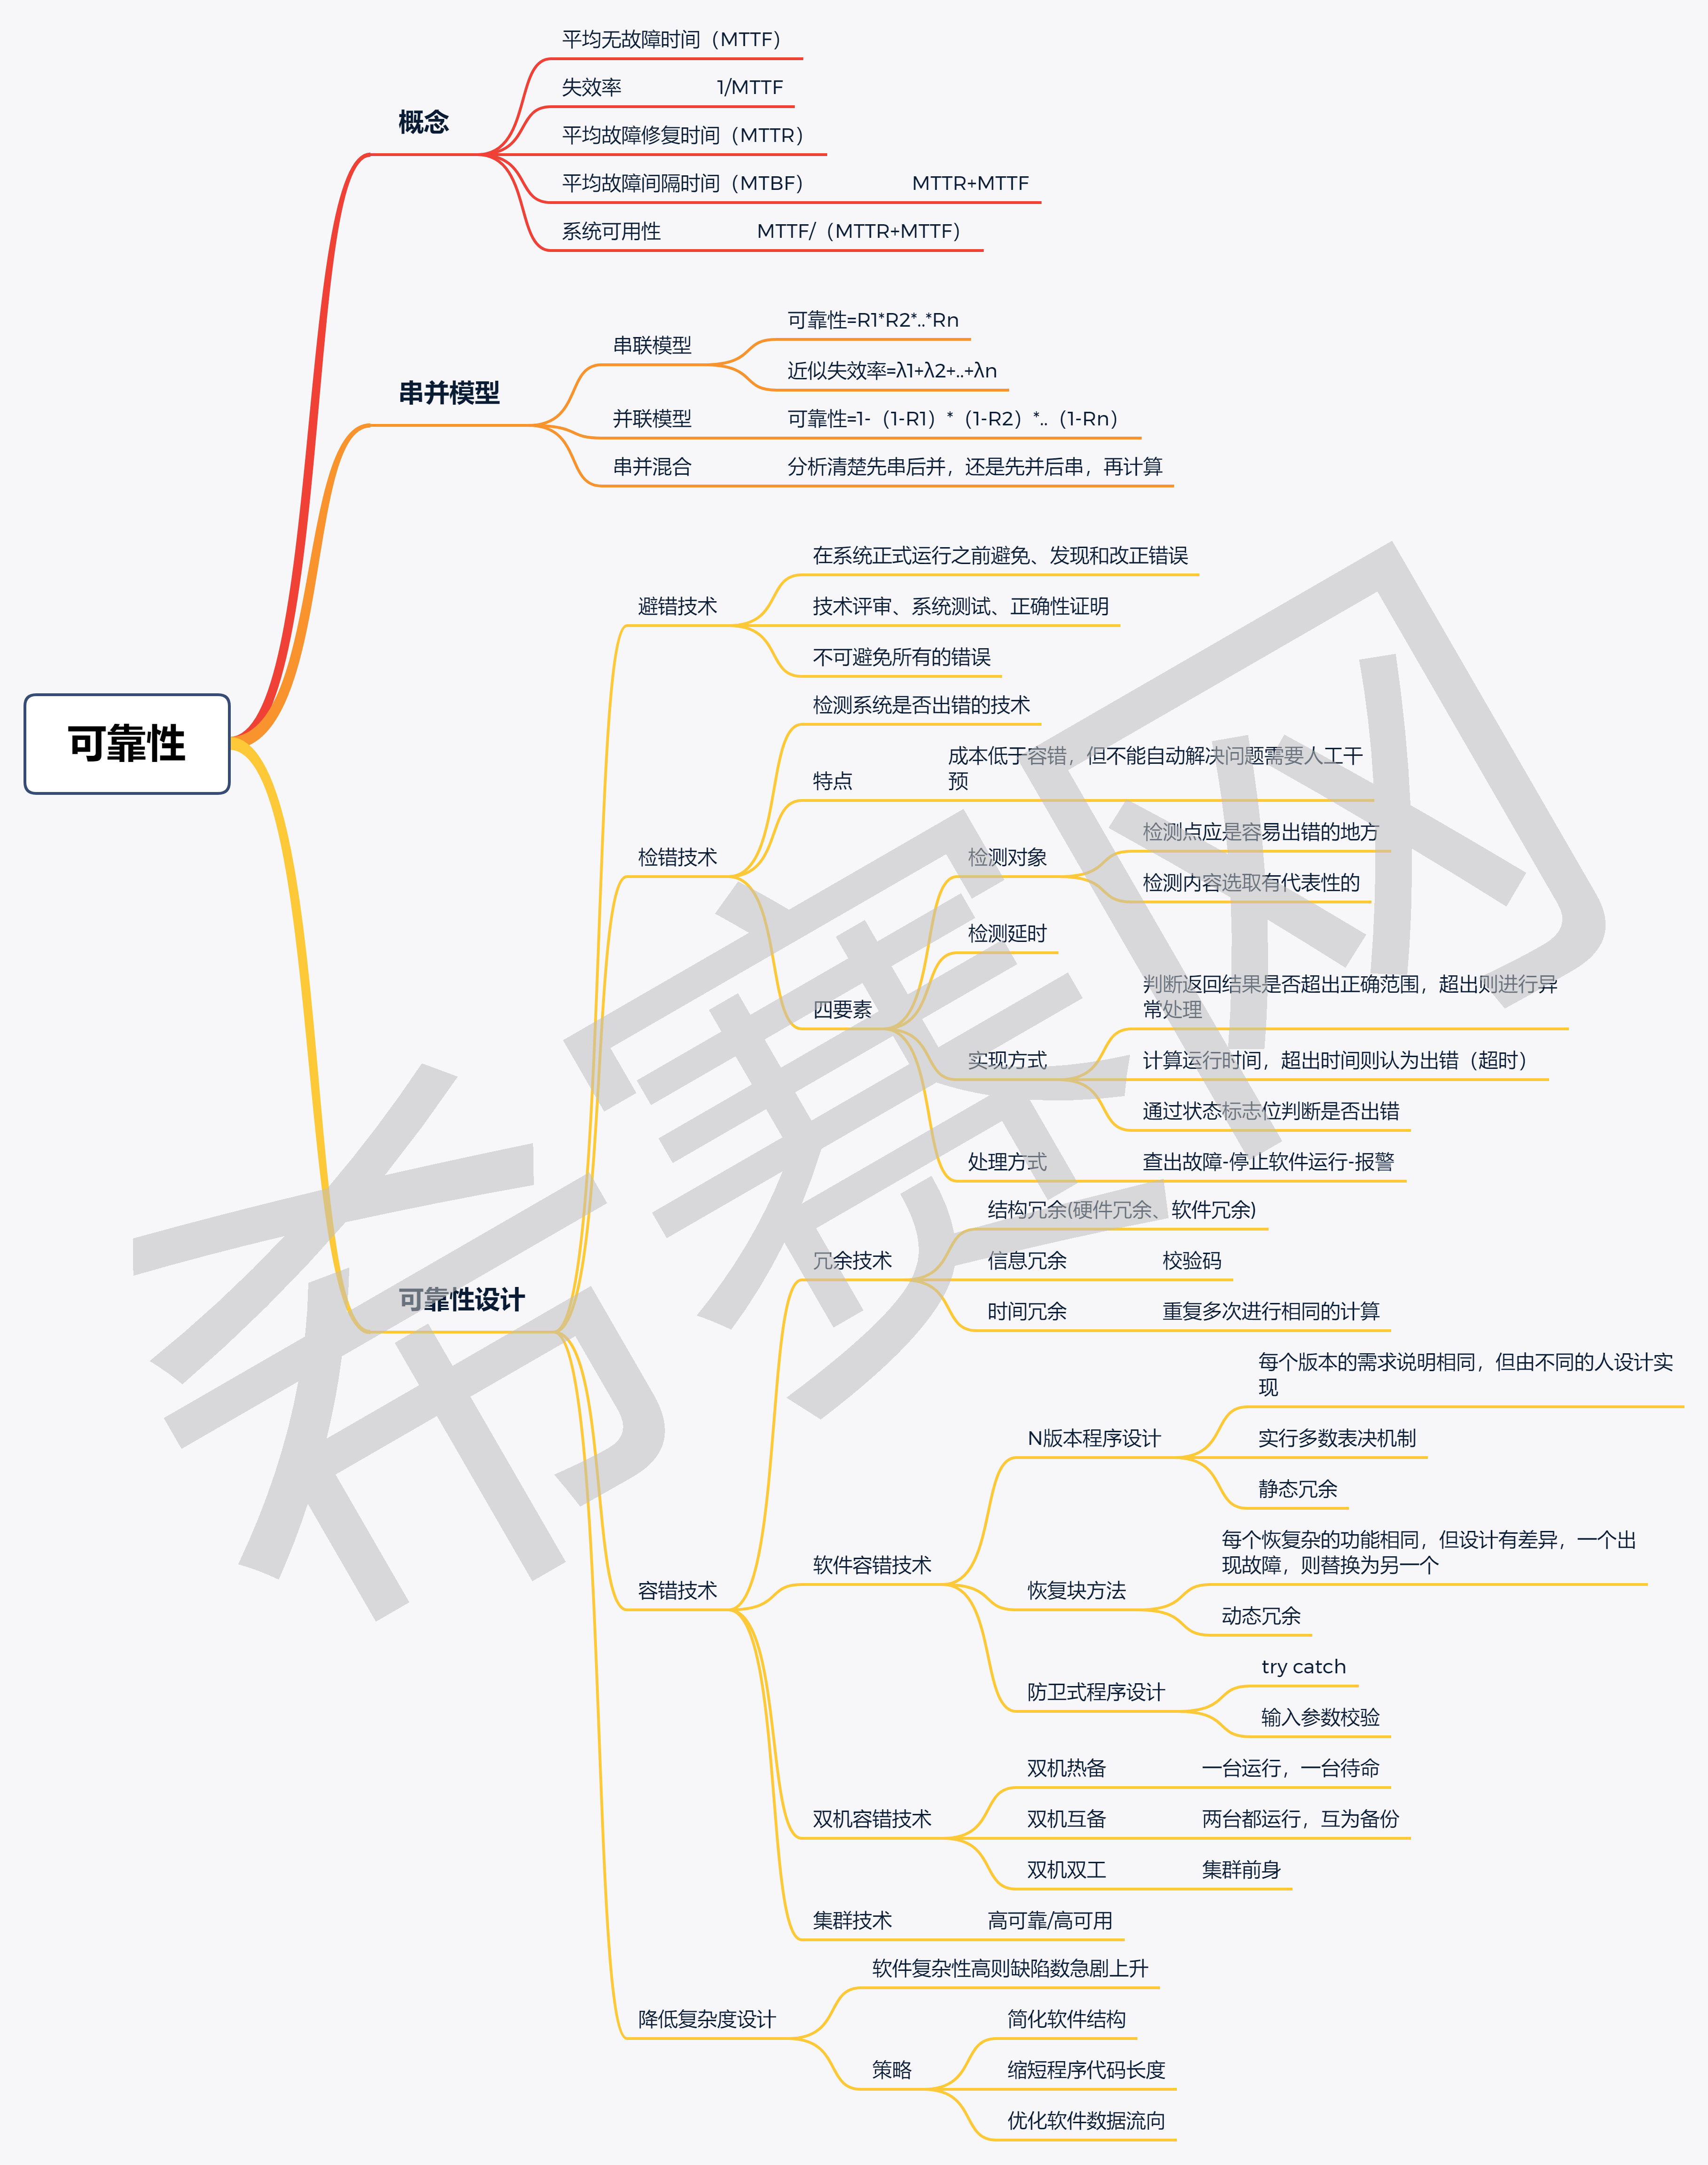 可靠性
概念
平均无故障时间（MTTF）
失效率 1/MTTF
平均故障修复时间（MTTR）
平均故障间隔时间（MTBF） MTTR+MTTF
系统可用性 MTTF/（MTTR+MTTF）
串并模型
串联模型
可靠性=R1*R2*..*Rn
近似失效率=λ1+λ2+..+λn
并联模型 可靠性=1-（1-R1）*（1-R2）*..（1-Rn）
串并混合 分析清楚先串后并，还是先并后串，再计算
可靠性设计
避错技术
在系统正式运行之前避免、发现和改正错误
技术评审、系统测试、正确性证明
不可避免所有的错误
检错技术
检测系统是否出错的技术
特点
成本低于容错，但不能自动解决问题需要人工干
预
四要素
检测对象
检测点应是容易出错的地方
检测内容选取有代表性的
检测延时
实现方式
判断返回结果是否超出正确范围，超出则进行异
常处理
计算运行时间，超出时间则认为出错（超时）
通过状态标志位判断是否出错
处理方式 查出故障-停止软件运行-报警
容错技术
冗余技术
结构冗余(硬件冗余、软件冗余)
信息冗余 校验码
时间冗余 重复多次进行相同的计算
软件容错技术
N版本程序设计
每个版本的需求说明相同，但由不同的人设计实
现
实行多数表决机制
静态冗余
恢复块方法
每个恢复杂的功能相同，但设计有差异，一个出
现故障，则替换为另一个
动态冗余
防卫式程序设计
try catch
输入参数校验
双机容错技术
双机热备 一台运行，一台待命
双机互备 两台都运行，互为备份
双机双工 集群前身
集群技术 高可靠/高可用
降低复杂度设计
软件复杂性高则缺陷数急剧上升
策略
简化软件结构
缩短程序代码长度
优化软件数据流向
希赛网